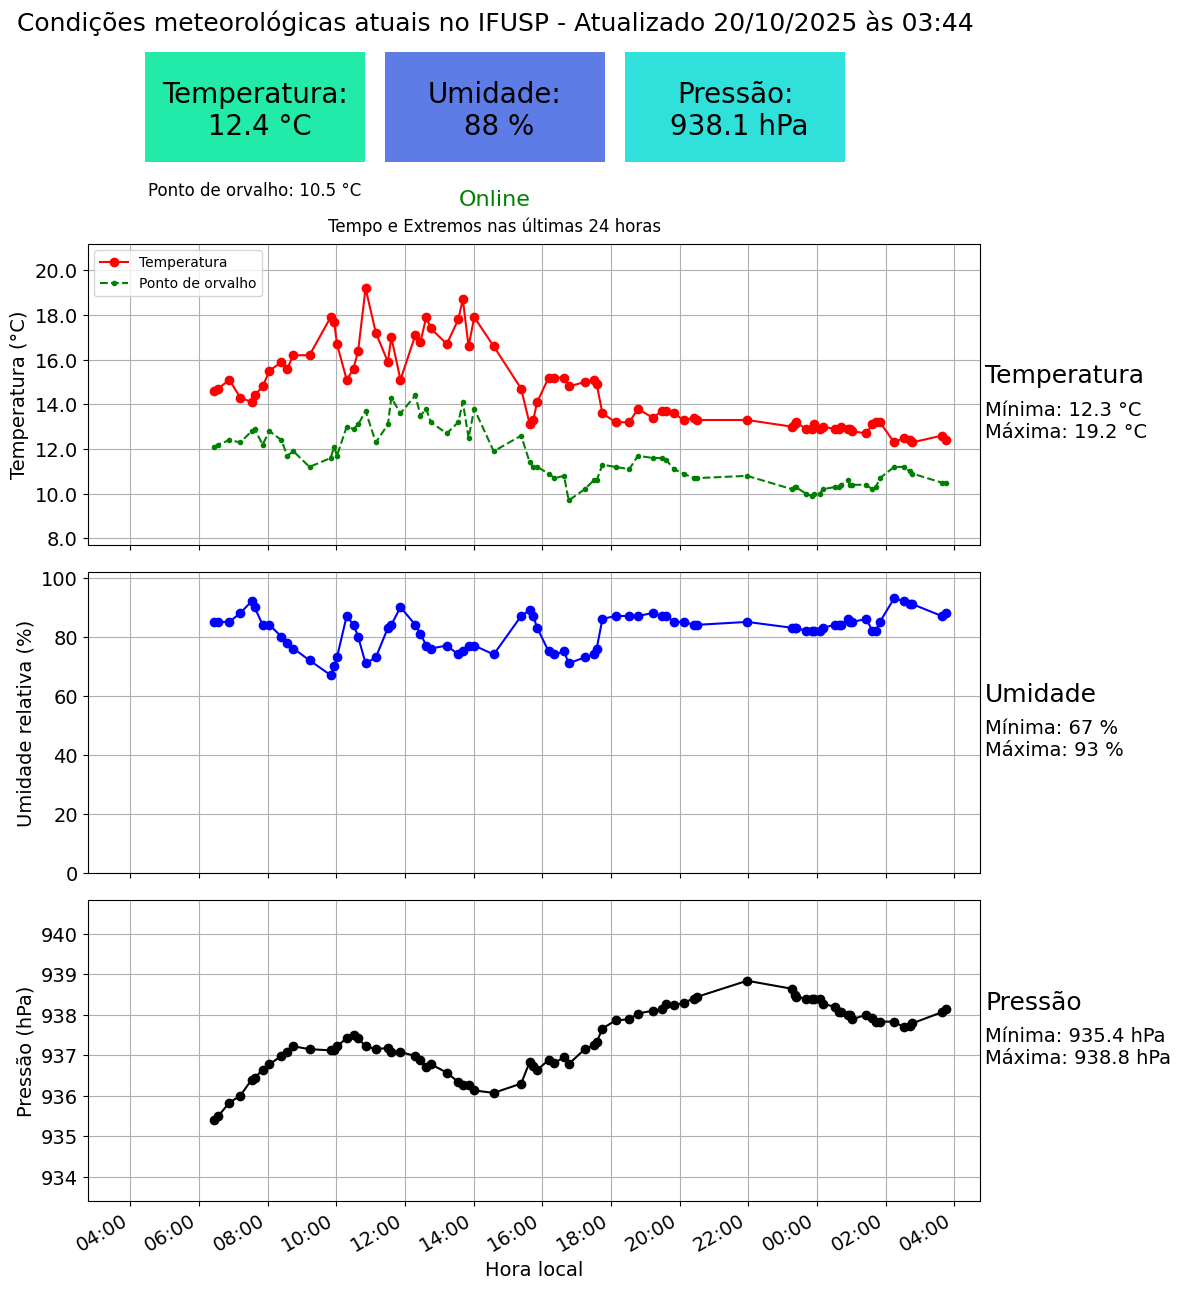 Condições meteorológicas atuais no IFUSP - Atualizado 20/10/2025 às 03:44
Temperatura:
12.4 °C
Umidade:
88 %
Pressão:
938.1 hPa
Ponto de orvalho: 10.5 °C
Online
Tempo e Extremos nas últimas 24 horas
Temperatura
Ponto de orvalho
Temperatura (°C)
20.0
18.0
16.0
14.0
12.0
10.0
8.0
Temperatura
Mínima: 12.3 °C
Máxima: 19.2 °C
Umidade relativa (%)
100
80
60
40
20
0
Umidade
Mínima: 67 %
Máxima: 93 %
Pressão (hPa)
940
939
938
937
936
935
934
Pressão
Mínima: 935.4 hPa
Máxima: 938.8 hPa
04:00
06:00
08:00
10:00
12:00
14:00
16:00
18:00
20:00
22:00
00:00
02:00
04:00
Hora local